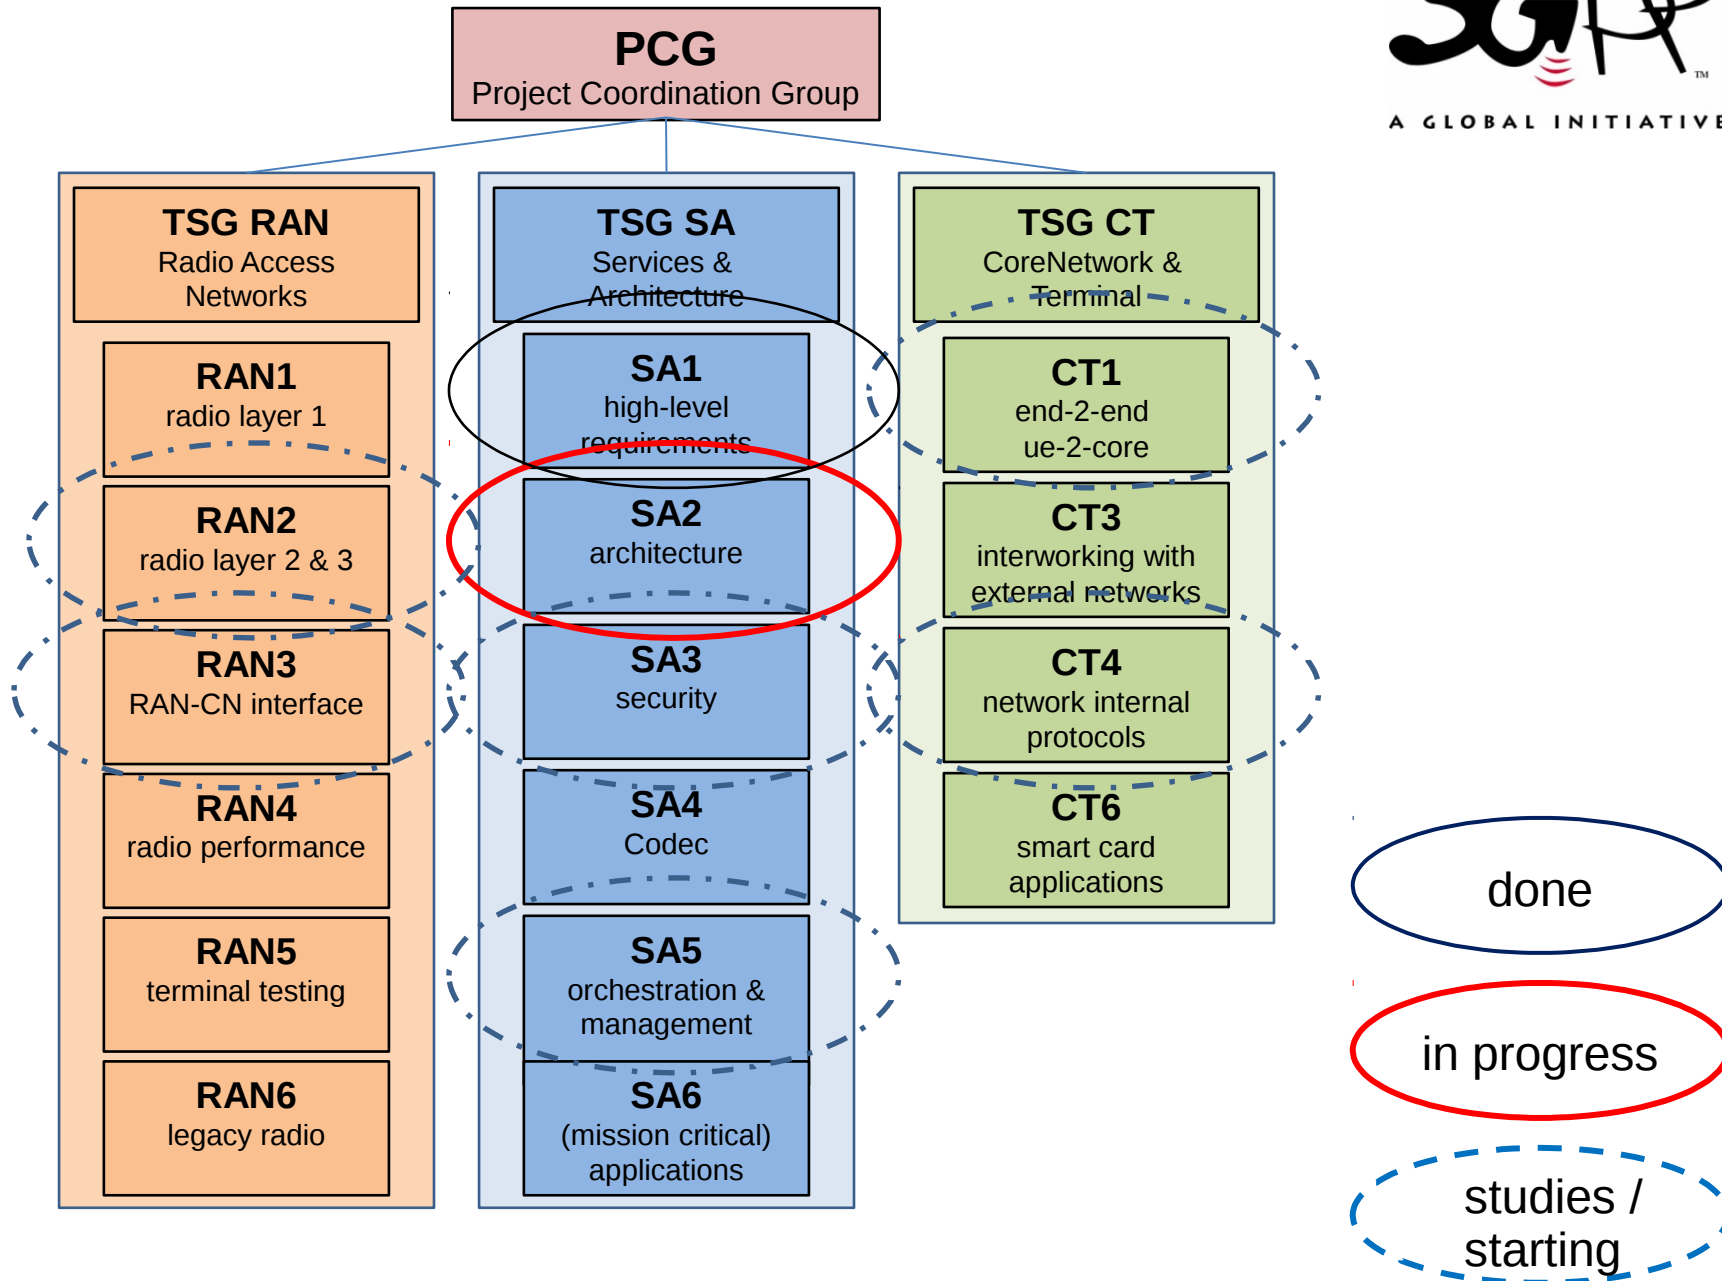 PCG
Project Coordination Group
TM
A GLOBAL INITIATIVE
TSG RAN
Radio Access
Networks
RAN1
radio layer 1
RAN2
radio layer 2 & 3
RAN3
RAN-CN interface
RAN4
radio performance
RAN5
terminal testing
RAN6
legacy radio
TSG SA
Services &
Architecture
SA1
high-level
requirements
SA2
architecture
SA3
security
SA4
Codec
SA5
orchestration &
management
SA6
(mission critical)
applications
TSG CT
CoreNetwork &
Terminal
CT1
end-2-end
ue-2-core
CT3
interworking with
external networks
CT4
network internal
protocols
CT6
smart card
applications
done
in progress
studies /
starting